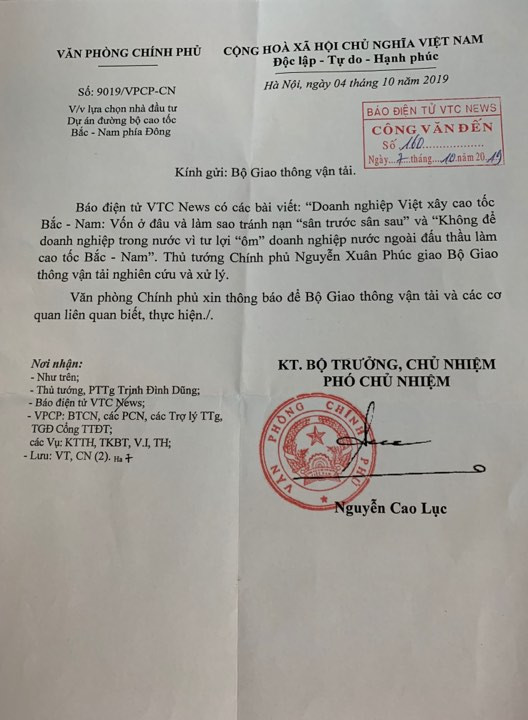 VĂN PHÒNG CHÍNH PHỦ
CỘNG HOÀ XÃ HỘI CHỦ NGHĨA VIỆT NAM
Độc lập - Tự do - Hạnh phúc
Số: 9019/VPCP-CN
Hà Nội, ngày 04 tháng 10 năm 2019
V/v lựa chọn nhà đầu tư
Dự án đường bộ cao tốc
Bắc - Nam phía Đông
BÁO ĐIỆN TỬ VTC NEWS
CÔNG VĂN ĐẾN
Số 160
Ngày 7 tháng 10 năm 2019
Kính gửi: Bộ Giao thông vận tải.
Báo điện tử VTC News có các bài viết: “Doanh nghiệp Việt xây cao tốc
Bắc - Nam: Vốn ở đâu và làm sao tránh nạn “sân trước sân sau” và “Không để
doanh nghiệp trong nước vì tư lợi “ôm” doanh nghiệp nước ngoài đấu thầu làm
cao tốc Bắc - Nam”. Thủ tướng Chính phủ Nguyễn Xuân Phúc giao Bộ Giao
thông vận tải nghiên cứu và xử lý.
Văn phòng Chính phủ xin thông báo để Bộ Giao thông vận tải và các cơ
quan liên quan biết, thực hiện./.
Nơi nhận:
- Như trên;
- Thủ tướng, PTTg Trịnh Đình Dũng;
- Báo điện tử VTC News;
- VPCP: BTCN, các PCN, các Trợ lý TTg,
TGĐ Cổng TTĐT;
các Vụ: KTTH, TKBT, V.I, TH;
- Lưu: VT, CN (2). Ha 7
KT. BỘ TRƯỞNG, CHỦ NHIỆM
PHÓ CHỦ NHIỆM
VĂN PHÒNG CHÍNH PHỦ
Nguyễn Cao Lục